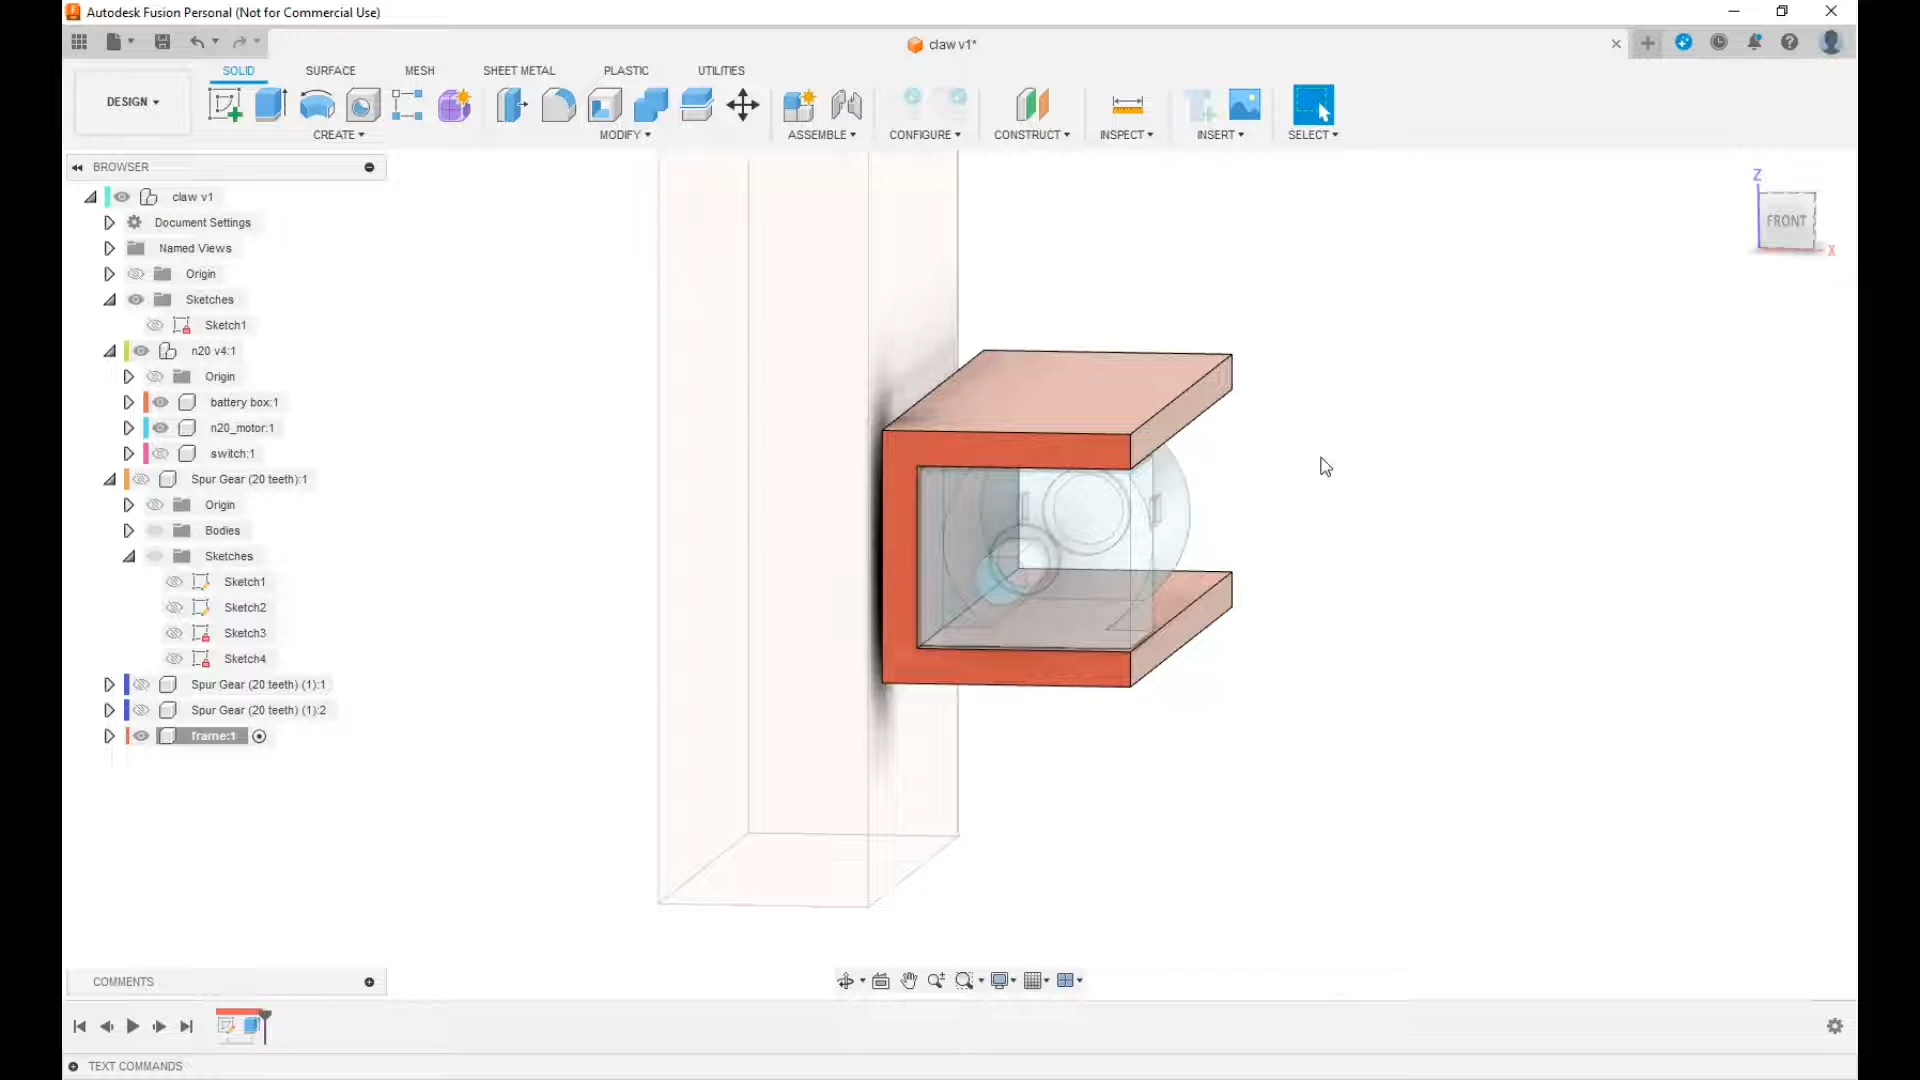 Autodesk Fusion Personal (Not for Commercial Use)
claw v1*
DESIGN
SOLID
SURFACE
MESH
SHEET METAL
PLASTIC
UTILITIES
CREATE
MODIFY
ASSEMBLE
CONFIGURE
CONSTRUCT
INSPECT
INSERT
SELECT
BROWSER
claw v1
Document Settings
Named Views
Origin
Sketches
Sketch1
n20 v4:1
Origin
battery box:1
n20_motor:1
switch:1
Spur Gear (20 teeth):1
Origin
Bodies
Sketches
Sketch1
Sketch2
Sketch3
Sketch4
Spur Gear (20 teeth) (1):1
Spur Gear (20 teeth) (1):2
frame:1
Z
FRONT
X
COMMENTS
TEXT COMMANDS